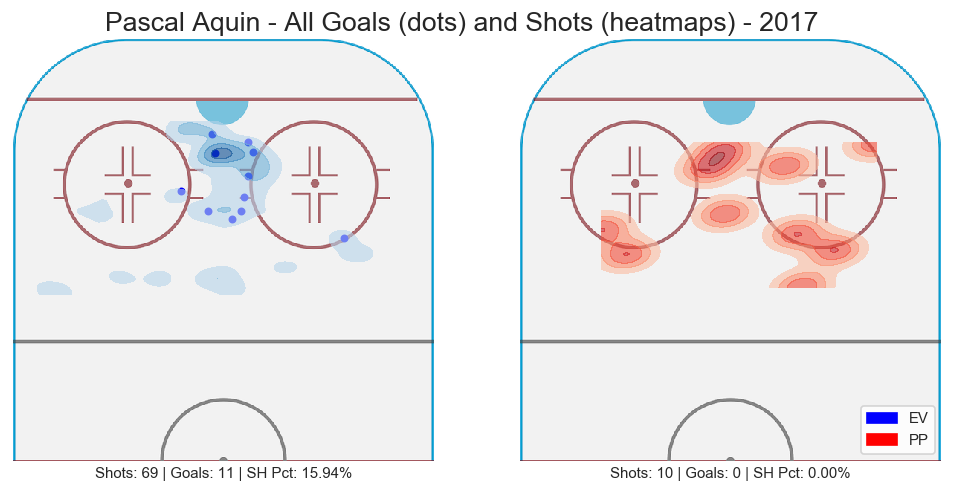 Pascal Aquin - All Goals (dots) and Shots (heatmaps) - 2017
EV
PP
Shots: 69 | Goals: 11 | SH Pct: 15.94%
Shots: 10 | Goals: 0 | SH Pct: 0.00%